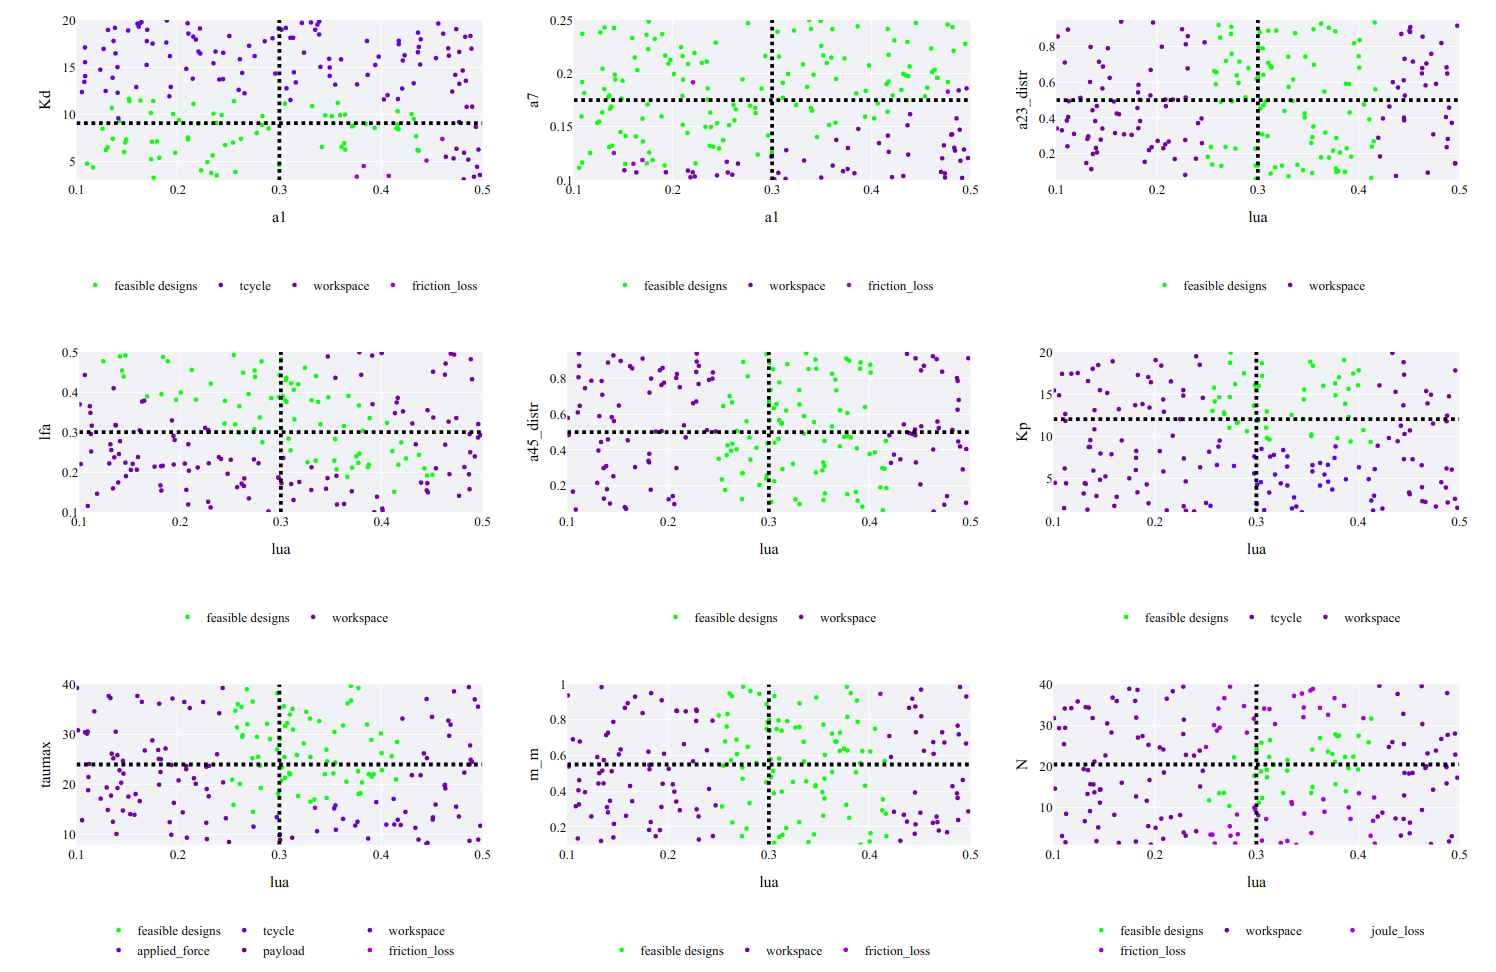 20
15
10
5
Kd
0.1 0.2 0.3 0.4 0.5
a1
feasible designs tcycle workspace friction_loss
0.25
0.2
0.15
0.1
a7
0.1 0.2 0.3 0.4 0.5
a1
feasible designs workspace friction_loss
0.8
0.6
0.4
0.2
a23_distr
0.1 0.2 0.3 0.4 0.5
lua
feasible designs workspace
0.5
0.4
0.3
0.2
0.1
lfa
0.1 0.2 0.3 0.4 0.5
lua
feasible designs workspace
0.8
0.6
0.4
0.2
a45_distr
0.1 0.2 0.3 0.4 0.5
lua
feasible designs workspace
20
15
10
5
Kp
0.1 0.2 0.3 0.4 0.5
lua
feasible designs tcycle workspace
40
30
20
10
taumax
0.1 0.2 0.3 0.4 0.5
lua
feasible designs tcycle workspace
applied_force payload friction_loss
1
0.8
0.6
0.4
0.2
m_m
0.1 0.2 0.3 0.4 0.5
lua
feasible designs workspace friction_loss
40
30
20
10
N
0.1 0.2 0.3 0.4 0.5
lua
feasible designs workspace joule_loss
friction_loss